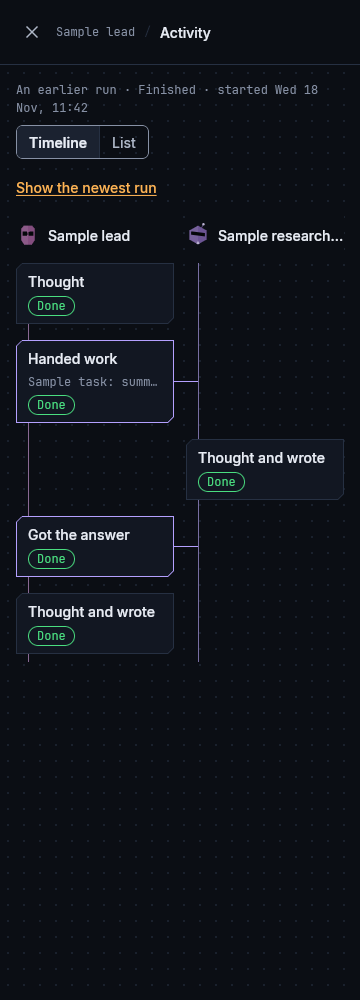 Sample lead / Activity
An earlier run · Finished · started Wed 18
Nov, 11:42
Timeline List
Show the newest run
Sample lead Sample research…
Thought
Done
Handed work
Sample task: summ…
Done
Thought and wrote
Done
Got the answer
Done
Thought and wrote
Done